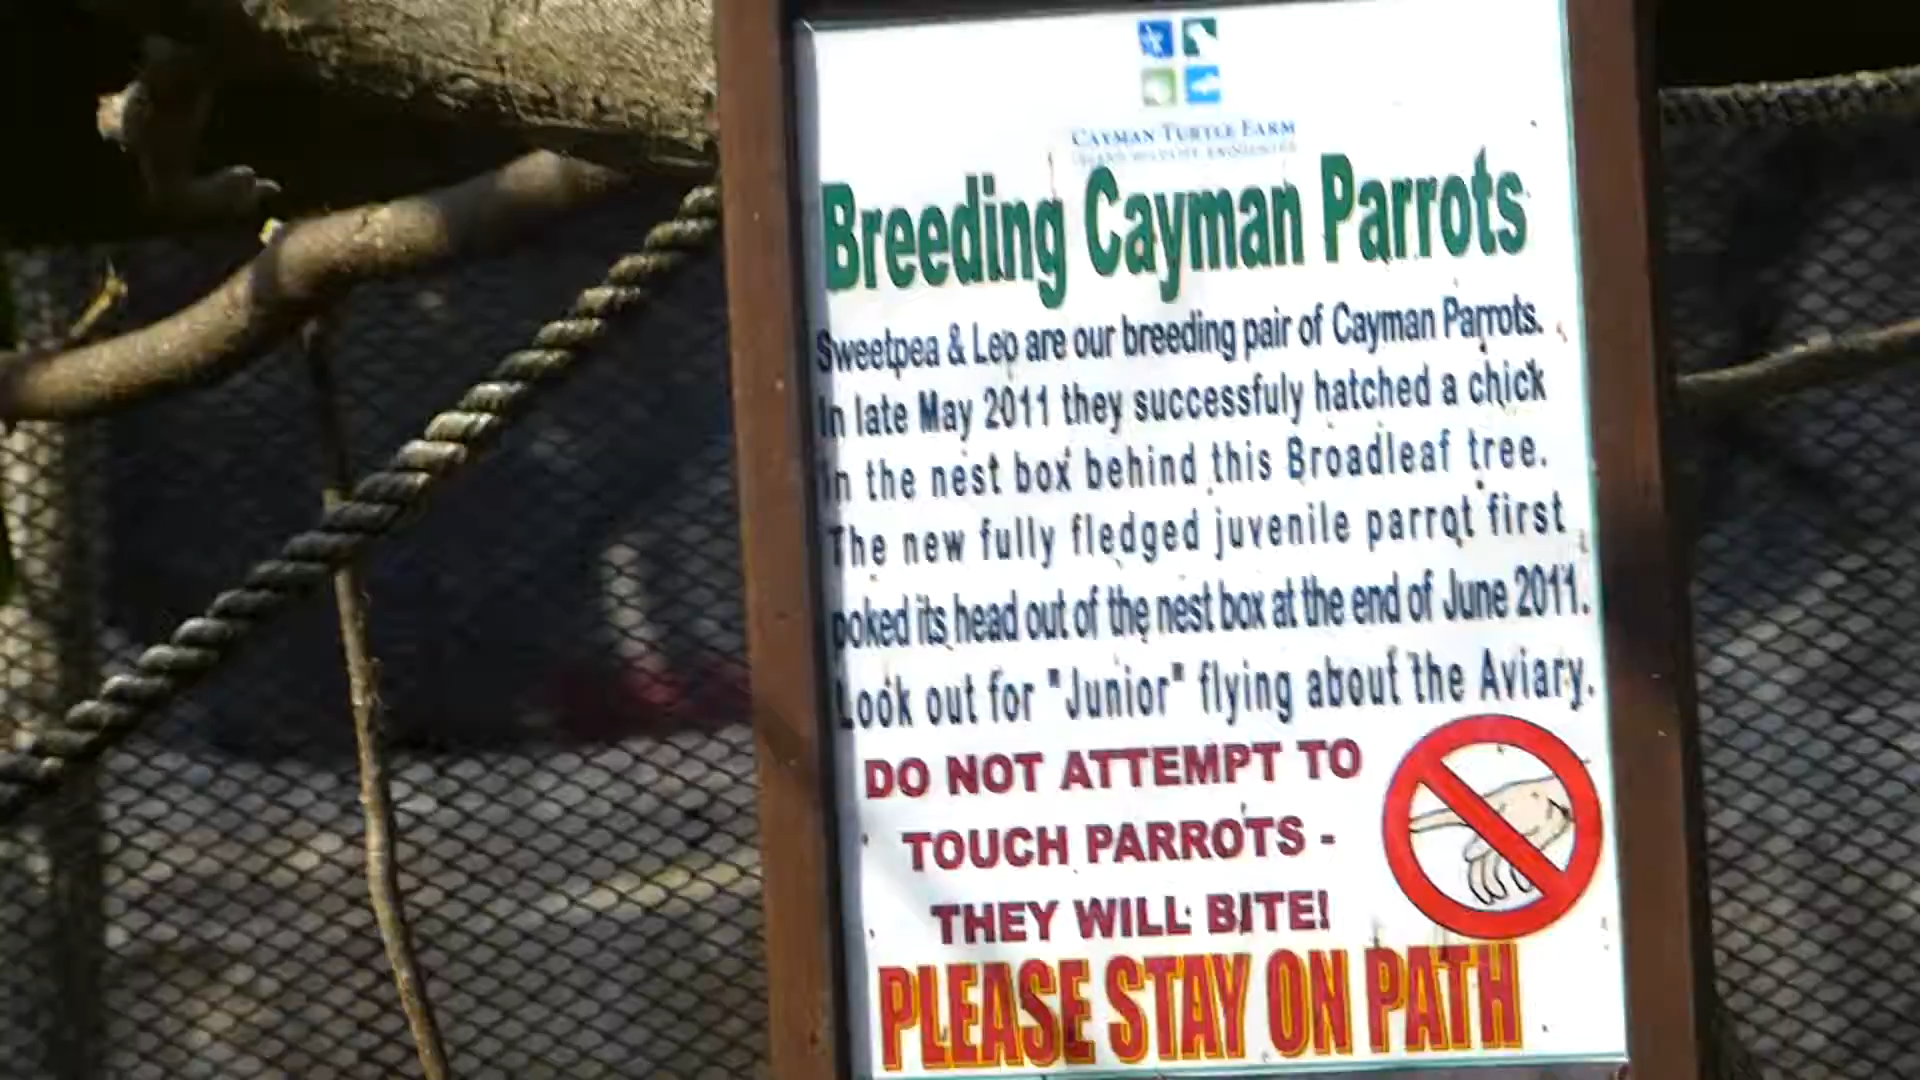 CAYMAN TURTLE FARM
ISLAND WILDLIFE ENCOUNTER
Breeding Cayman Parrots
Sweetpea & Leo are our breeding pair of Cayman Parrots.
In late May 2011 they successfuly hatched a chick
in the nest box behind this Broadleaf tree.
The new fully fledged juvenile parrot first
poked its head out of the nest box at the end of June 2011.
Look out for "Junior" flying about the Aviary.
DO NOT ATTEMPT TO
TOUCH PARROTS -
THEY WILL BITE!
PLEASE STAY ON PATH